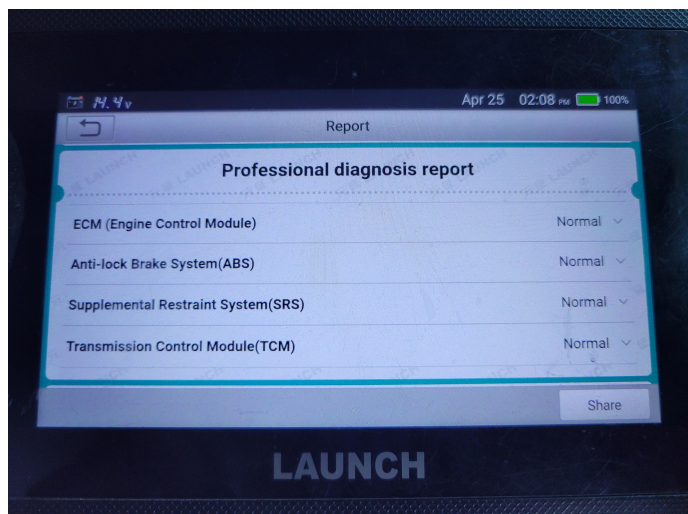 14.4v Apr 25 02:08 PM 100%
Report
Professional diagnosis report
ECM (Engine Control Module) Normal
Anti-lock Brake System(ABS) Normal
Supplemental Restraint System(SRS) Normal
Transmission Control Module(TCM) Normal
Share
LAUNCH